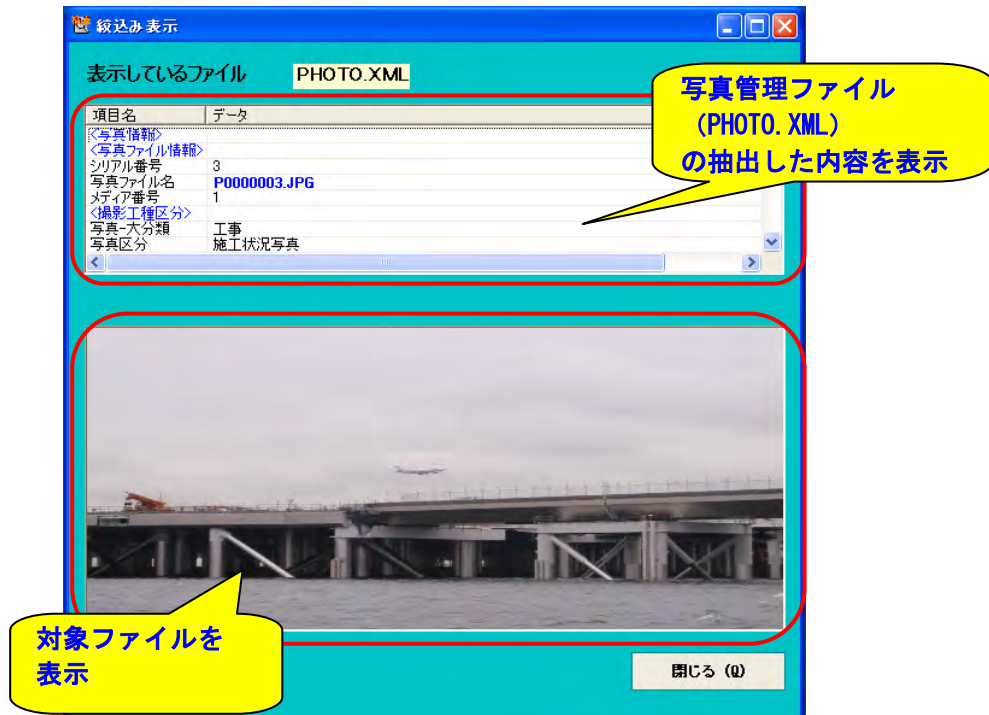 絞込み表示
表示しているファイル PHOTO.XML
写真管理ファイル
(PHOTO.XML)
の抽出した内容を表示
項目名 データ
<写真情報>
<写真ファイル情報>
シリアル番号 3
写真ファイル名 P0000003.JPG
メディア番号 1
<撮影工種区分>
写真-大分類 工事
写真区分 施工状況写真
対象ファイルを
表示
閉じる (Q)